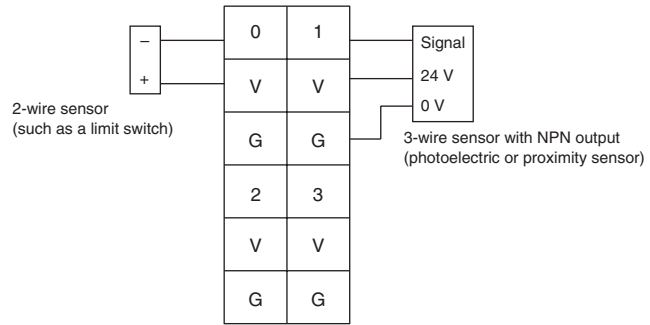 –
+
2-wire sensor
(such as a limit switch)
0 1
V V
G G
2 3
V V
G G
Signal
24 V
0 V
3-wire sensor with NPN output
(photoelectric or proximity sensor)